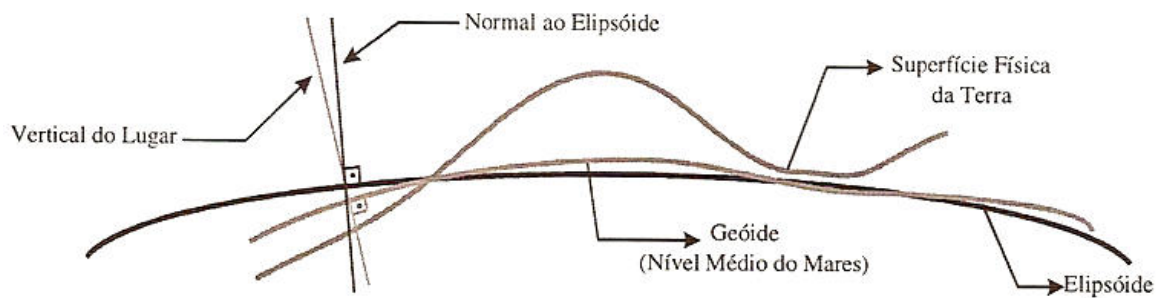 Normal ao Elipsóide
Superfície Física
da Terra
Vertical do Lugar
Geóide
(Nível Médio do Mares)
Elipsóide